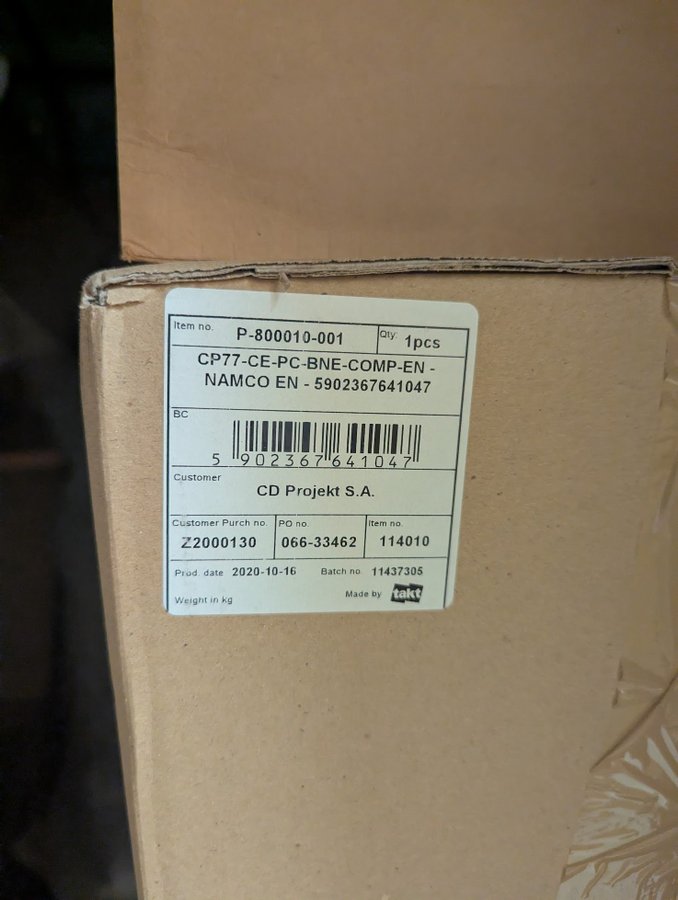 Item no. P-800010-001 Qty: 1pcs
CP77-CE-PC-BNE-COMP-EN -
NAMCO EN - 5902367641047
BC
5 902367 641047
Customer
CD Projekt S.A.
Customer Purch no. PO no. Item no.
Z2000130 066-33462 114010
Prod. date 2020-10-16 Batch no. 11437305
Weight in kg Made by takt